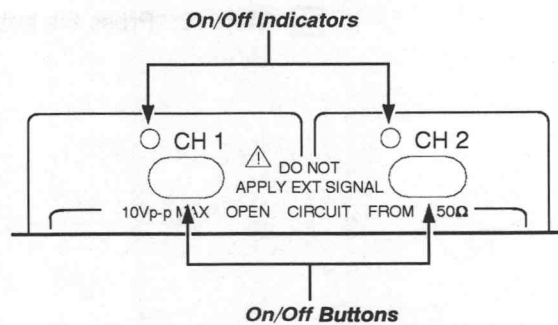 On/Off Indicators
CH 1
CH 2
DO NOT
APPLY EXT SIGNAL
10Vp-p MAX OPEN CIRCUIT FROM 50Ω
On/Off Buttons